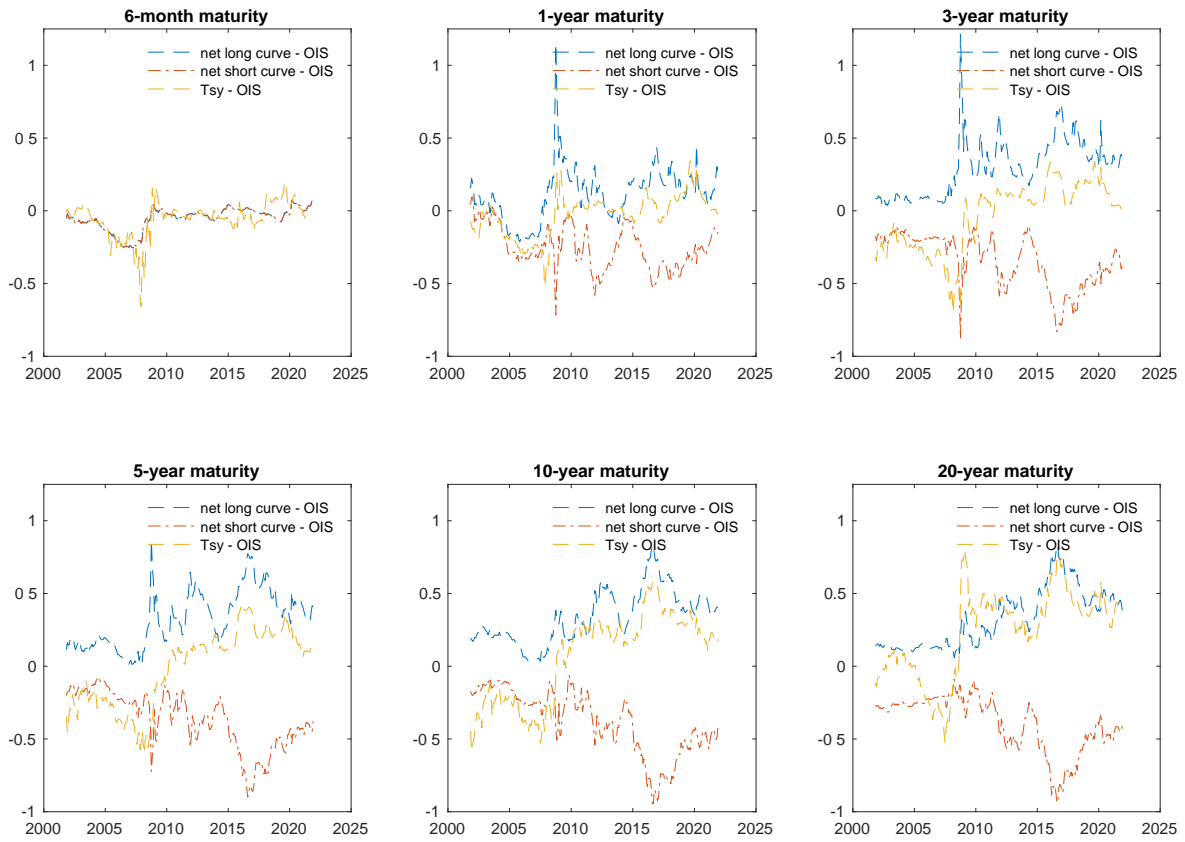 6-month maturity
1
0 5
0
-0.5
-1
2000 2005 2010 2015 2020 2025
net long curve - OIS
net short curve - OIS
Tsy - OIS
1-year maturity
1
0 5
0
-0.5
-1
2000 2005 2010 2015 2020 2025
net long curve - OIS
net short curve - OIS
Tsy - OIS
3-year maturity
1
0 5
0
-0.5
-1
2000 2005 2010 2015 2020 2025
net long curve - OIS
net short curve - OIS
Tsy - OIS
5-year maturity
1
0.5
0
-0 5
-1
2000 2005 2010 2015 2020 2025
net long curve - OIS
net short curve - OIS
Tsy - OIS
10-year maturity
1
0.5
0
-0 5
-1
2000 2005 2010 2015 2020 2025
net long curve - OIS
net short curve - OIS
Tsy - OIS
20-year maturity
1
0.5
0
-0 5
-1
2000 2005 2010 2015 2020 2025
net long curve - OIS
net short curve - OIS
Tsy - OIS